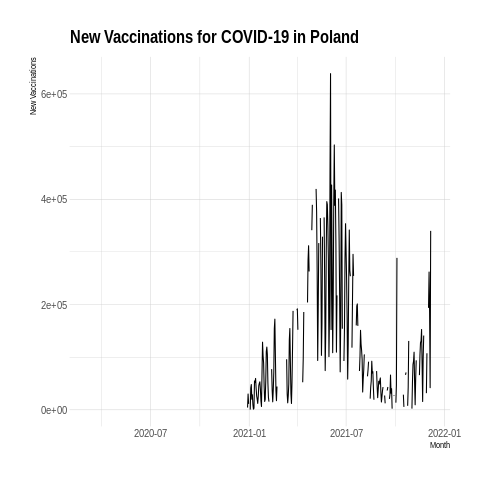 New Vaccinations for COVID-19 in Poland
New Vaccinations
6e+05
4e+05
2e+05
0e+00
2020-07
2021-01
2021-07
2022-01
Month